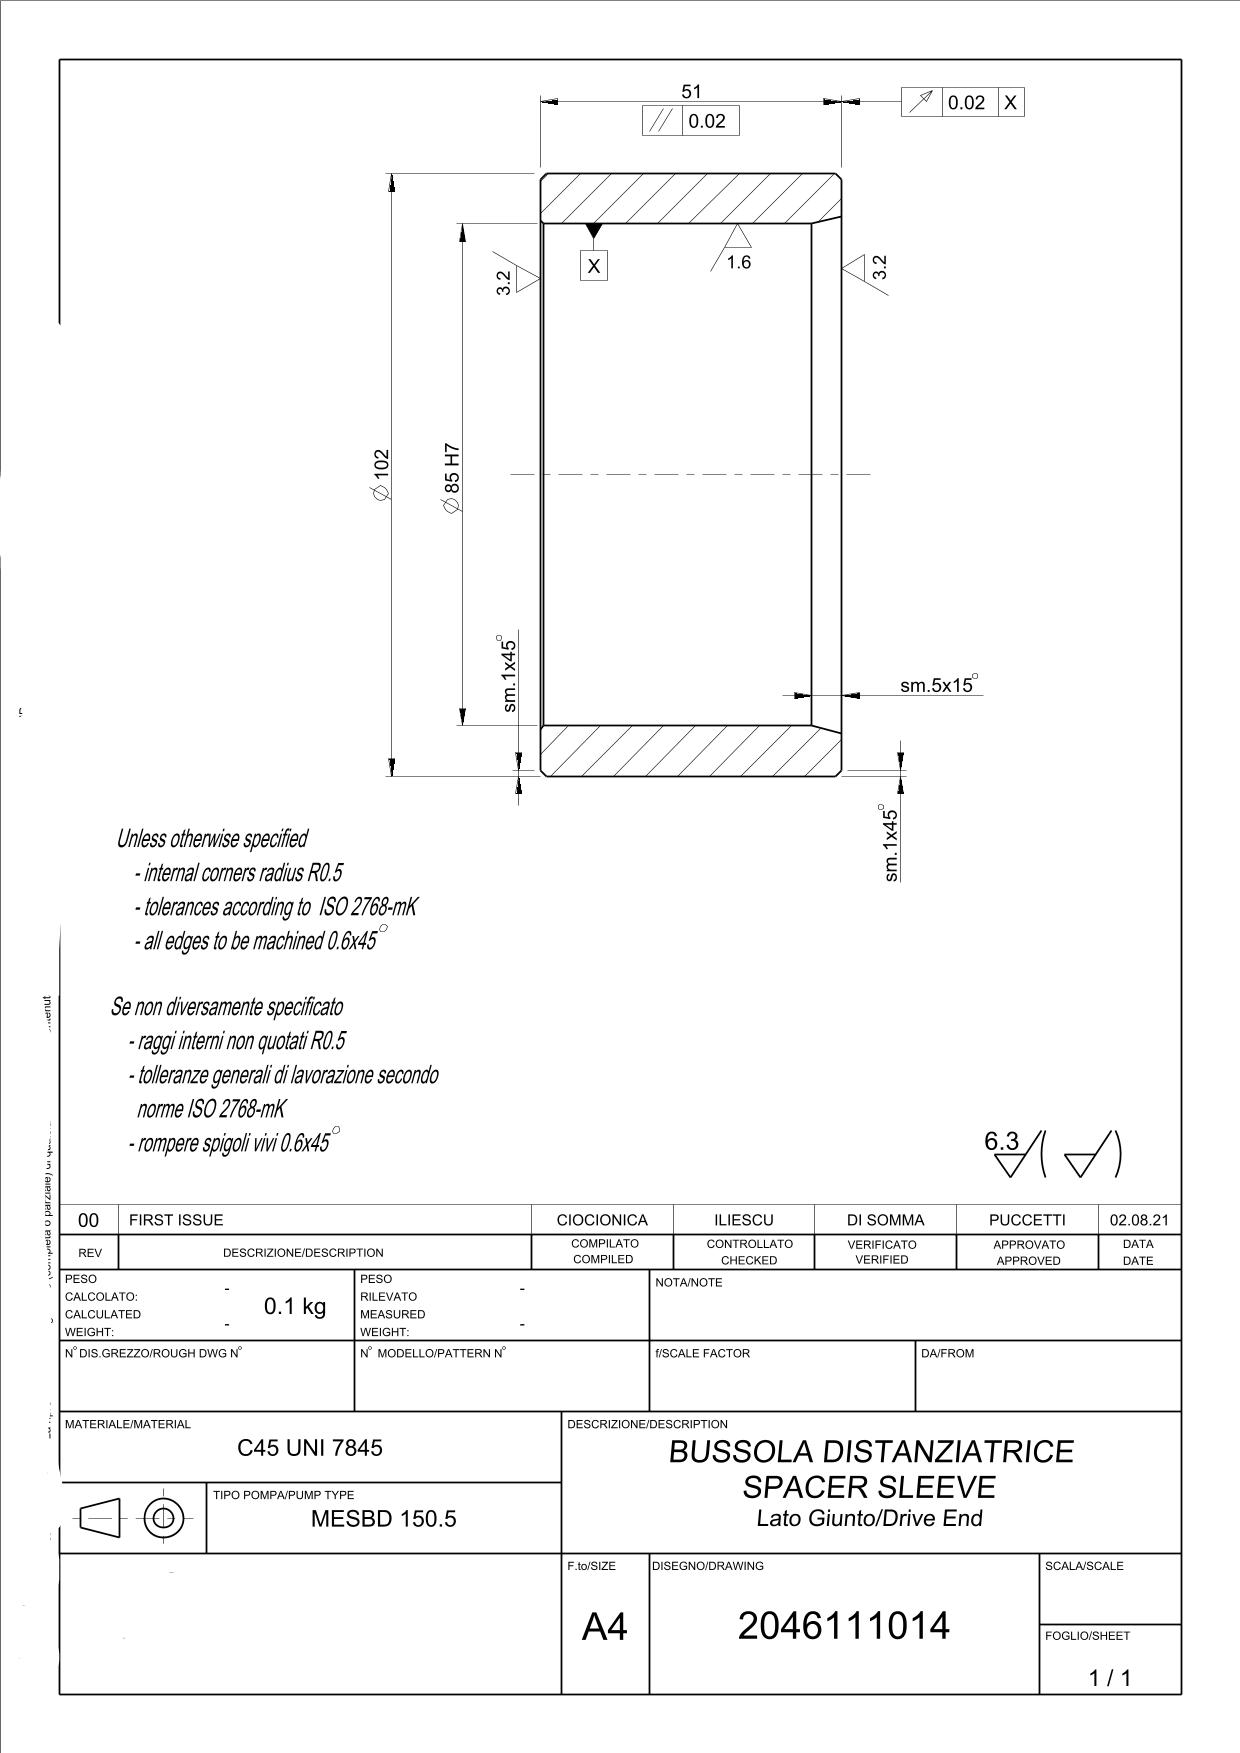 51
// 0.02
0.02 X
X
1.6
3.2
3.2
Ø 102
Ø 85 H7
sm.1x45°
sm.5x15°
sm.1x45°
Unless otherwise specified
- internal corners radius R0.5
- tolerances according to ISO 2768-mK
- all edges to be machined 0.6x45°
Se non diversamente specificato
- raggi interni non quotati R0.5
- tolleranze generali di lavorazione secondo
norme ISO 2768-mK
- rompere spigoli vivi 0.6x45°
6.3 ( )
00 FIRST ISSUE CIOCIONICA ILIESCU DI SOMMA PUCCETTI 02.08.21
REV DESCRIZIONE/DESCRIPTION COMPILATO COMPILED CONTROLLATO CHECKED VERIFICATO VERIFIED APPROVATO APPROVED DATA DATE
PESO
CALCOLATO: -
CALCULATED 0.1 kg
WEIGHT: -
PESO
RILEVATO -
MEASURED
WEIGHT: -
NOTA/NOTE
N° DIS.GREZZO/ROUGH DWG N°
N° MODELLO/PATTERN N°
f/SCALE FACTOR
DA/FROM
MATERIALE/MATERIAL
C45 UNI 7845
DESCRIZIONE/DESCRIPTION
BUSSOLA DISTANZIATRICE
SPACER SLEEVE
Lato Giunto/Drive End
TIPO POMPA/PUMP TYPE
MESBD 150.5
F.to/SIZE
A4
DISEGNO/DRAWING
2046111014
SCALA/SCALE
FOGLIO/SHEET
1 / 1